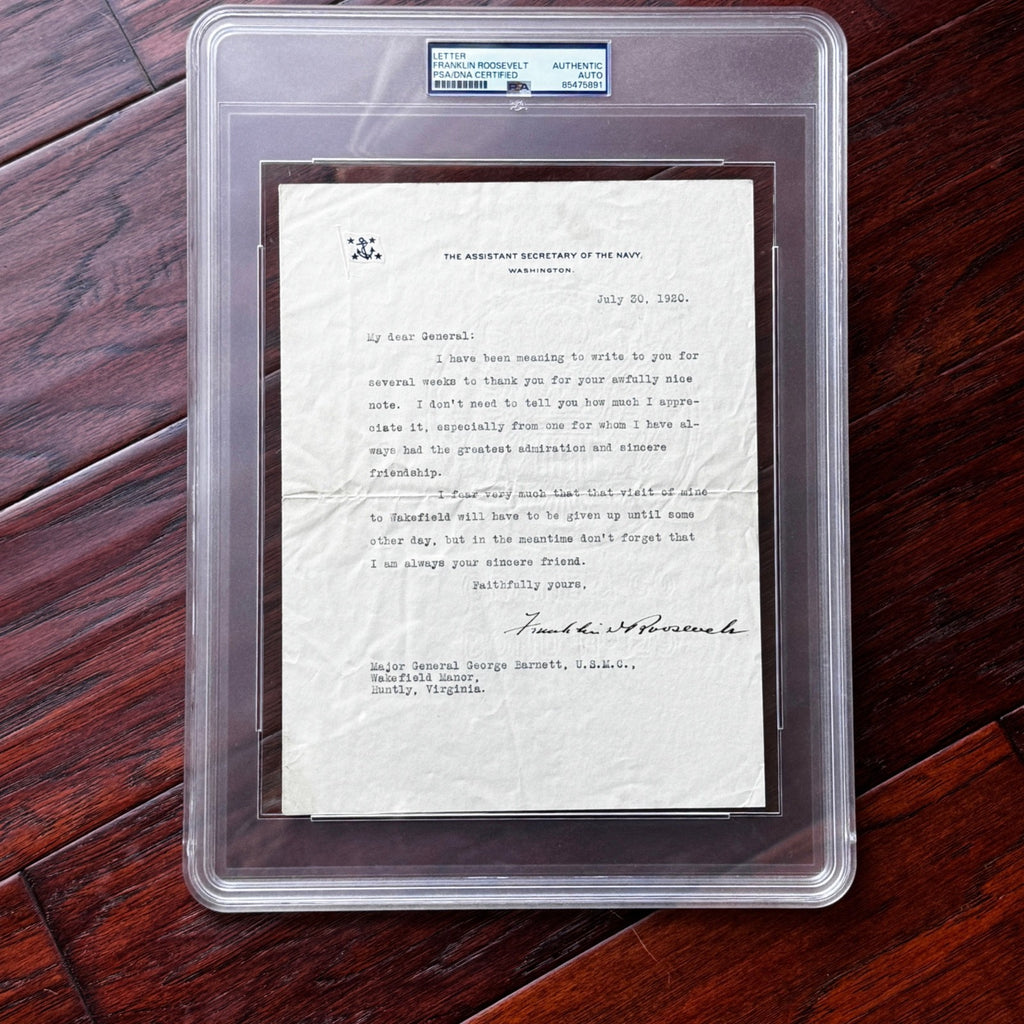 LETTER
FRANKLIN ROOSEVELT AUTHENTIC
PSA/DNA CERTIFIED AUTO
PSA 85475891
THE ASSISTANT SECRETARY OF THE NAVY,
WASHINGTON.
July 30, 1920.
My dear General:
I have been meaning to write to you for
several weeks to thank you for your awfully nice
note. I don't need to tell you how much I appre-
ciate it, especially from one for whom I have al-
ways had the greatest admiration and sincere
friendship.
I fear very much that that visit of mine
to Wakefield will have to be given up until some
other day, but in the meantime don't forget that
I am always your sincere friend.
Faithfully yours,
Franklin D Roosevelt
Major General George Barnett, U.S.M.C.,
Wakefield Manor,
Huntly, Virginia.